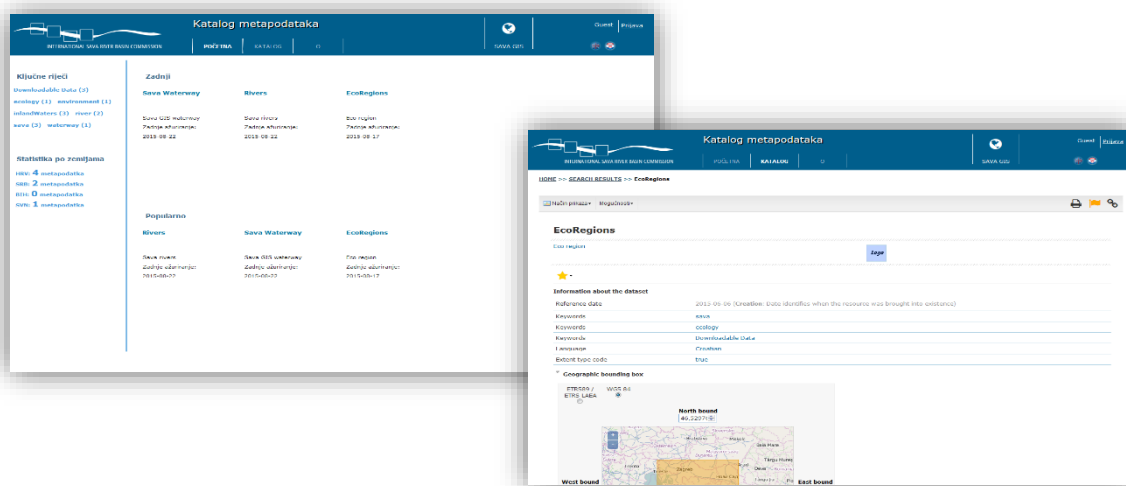 Katalog metapodataka
INTERNATIONAL SAVA RIVER BASIN COMMISSION
POČETNA
KATALOG
O
SAVA GIS
Guest
Prijava
Ključne riječi
Downloadable Data (3)
ecology (1) environment (1)
inlandWaters (3) river (2)
sava (3) waterway (1)
Statistika po zemljama
HRV: 4 metapodatka
SRB: 2 metapodatka
BIH: 0 metapodatka
SVN: 1 metapodatka
Zadnji
Sava Waterway
Rivers
EcoRegions
Sava GIS waterway
Sava rivers
Eco region
Zadnje ažuriranje:
Zadnje ažuriranje:
Zadnje ažuriranje:
2015-08-22
2015-08-22
2015-08-17
Popularno
Rivers
Sava Waterway
EcoRegions
Sava rivers
Sava GIS waterway
Eco region
Zadnje ažuriranje:
Zadnje ažuriranje:
Zadnje ažuriranje:
2015-08-22
2015-08-22
2015-08-17
Katalog metapodataka
INTERNATIONAL SAVA RIVER BASIN COMMISSION
POČETNA
KATALOG
O
SAVA GIS
Guest
Prijava
HOME >> SEARCH RESULTS >> EcoRegions
Način prikaza
Mogućnosti
EcoRegions
Eco region
Logo
Information about the dataset
Reference date
2015-06-06 (Creation: Date identifies when the resource was brought into existence)
Keywords
sava
Keywords
ecology
Keywords
Downloadable Data
Language
Croatian
Extent type code
true
Geographic bounding box
ETRS89 /
ETRS LAEA
WGS 84
North bound
West bound
East bound